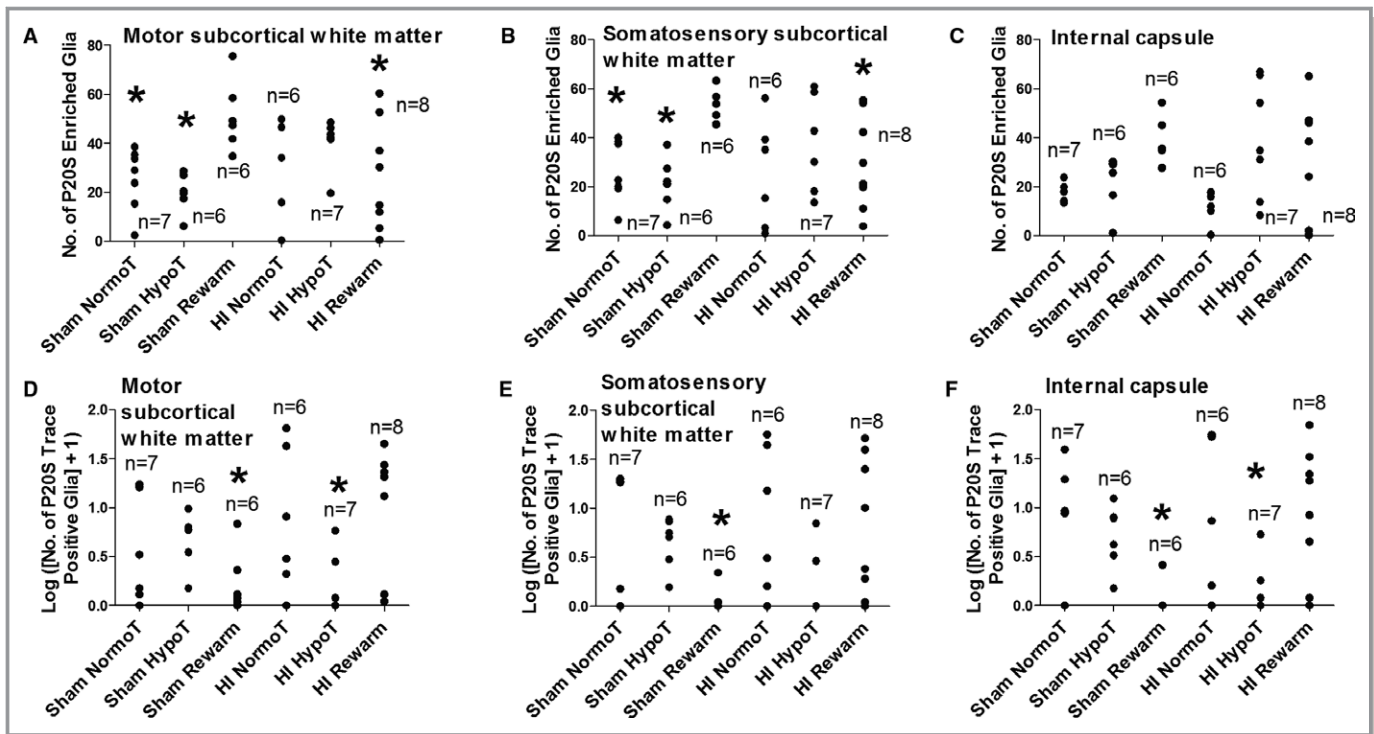 A
Motor subcortical white matter
No. of P20S Enriched Glia
80
60
40
20
0
*
*
*
n=7
n=6
n=6
n=6
n=7
n=8
Sham NormoT
Sham HypoT
Sham Rewarm
HI NormoT
HI HypoT
HI Rewarm
B
Somatosensory subcortical
white matter
No. of P20S Enriched Glia
80
60
40
20
0
*
*
*
n=7
n=6
n=6
n=6
n=7
n=8
Sham NormoT
Sham HypoT
Sham Rewarm
HI NormoT
HI HypoT
HI Rewarm
C
Internal capsule
No. of P20S Enriched Glia
80
60
40
20
0
n=7
n=6
n=6
n=6
n=7
n=8
Sham NormoT
Sham HypoT
Sham Rewarm
HI NormoT
HI HypoT
HI Rewarm
D
Motor
subcortical
white matter
Log ([No. of P20S Trace
Positive Glia] + 1)
2.0
1.5
1.0
0.5
0.0
n=7
n=6
*
n=6
n=6
*
n=7
n=8
Sham NormoT
Sham HypoT
Sham Rewarm
HI NormoT
HI HypoT
HI Rewarm
E
Somatosensory
subcortical
white matter
Log ([No. of P20S Trace
Positive Glia] + 1)
2.0
1.5
1.0
0.5
0.0
n=7
n=6
*
n=6
n=6
n=7
n=8
Sham NormoT
Sham HypoT
Sham Rewarm
HI NormoT
HI HypoT
HI Rewarm
F
Internal capsule
Log ([No. of P20S Trace
Positive Glia] + 1)
2.0
1.5
1.0
0.5
0.0
n=7
n=6
*
n=6
n=6
*
n=7
n=8
Sham NormoT
Sham HypoT
Sham Rewarm
HI NormoT
HI HypoT
HI Rewarm